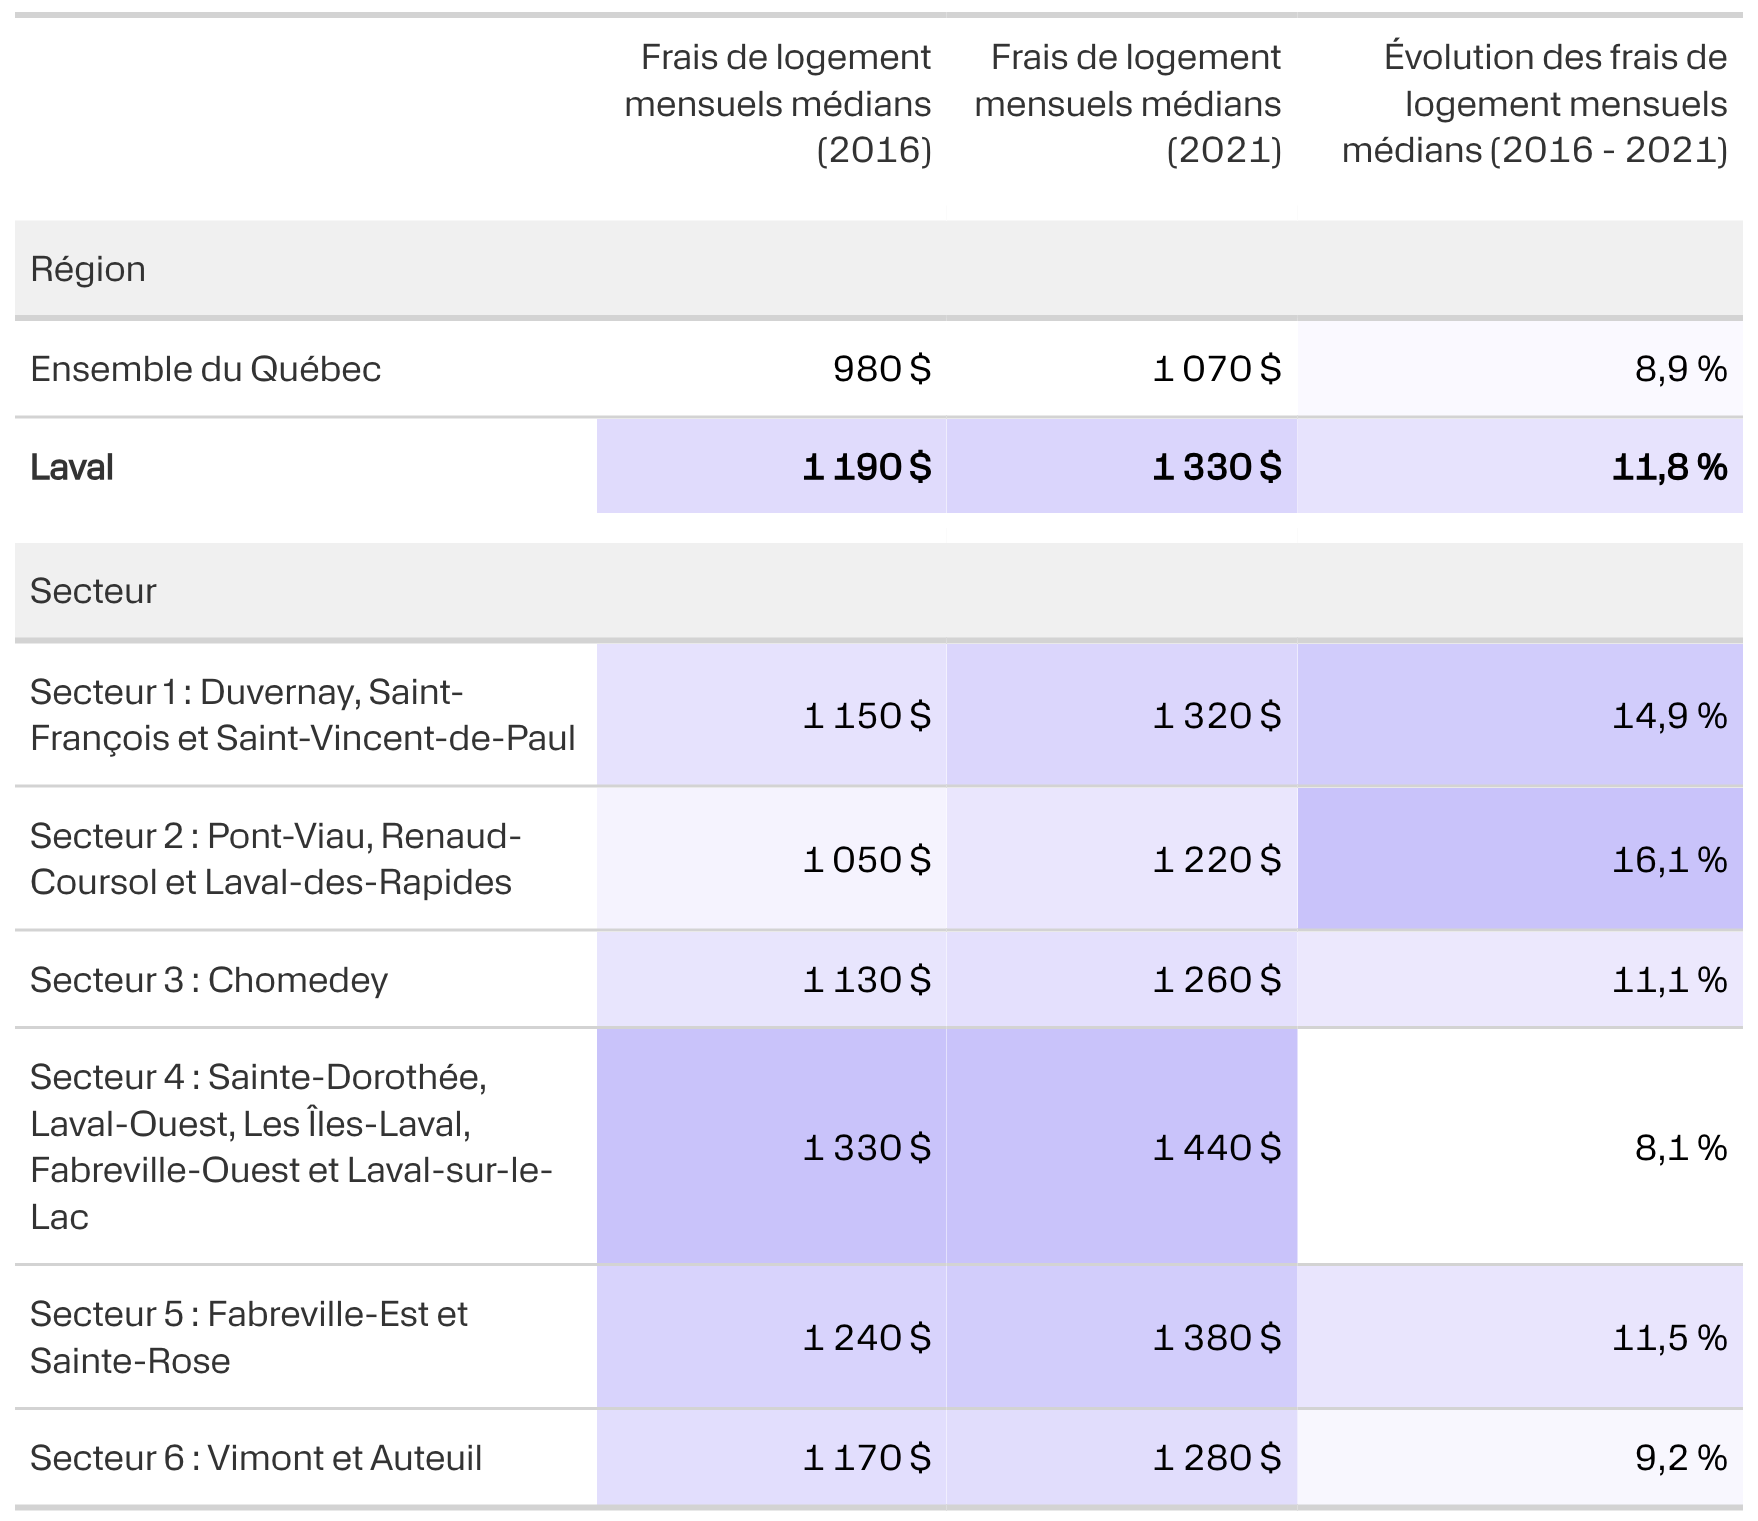 Frais de logement
mensuels médians
(2016)
Frais de logement
mensuels médians
(2021)
Évolution des frais de
logement mensuels
médians (2016 - 2021)
Région
Ensemble du Québec 980 $ 1 070 $ 8,9 %
Laval 1 190 $ 1 330 $ 11,8 %
Secteur
Secteur 1 : Duvernay, Saint-
François et Saint-Vincent-de-Paul
1 150 $ 1 320 $ 14,9 %
Secteur 2 : Pont-Viau, Renaud-
Coursol et Laval-des-Rapides
1 050 $ 1 220 $ 16,1 %
Secteur 3 : Chomedey 1 130 $ 1 260 $ 11,1 %
Secteur 4 : Sainte-Dorothée,
Laval-Ouest, Les Îles-Laval,
Fabreville-Ouest et Laval-sur-le-
Lac
1 330 $ 1 440 $ 8,1 %
Secteur 5 : Fabreville-Est et
Sainte-Rose
1 240 $ 1 380 $ 11,5 %
Secteur 6 : Vimont et Auteuil 1 170 $ 1 280 $ 9,2 %